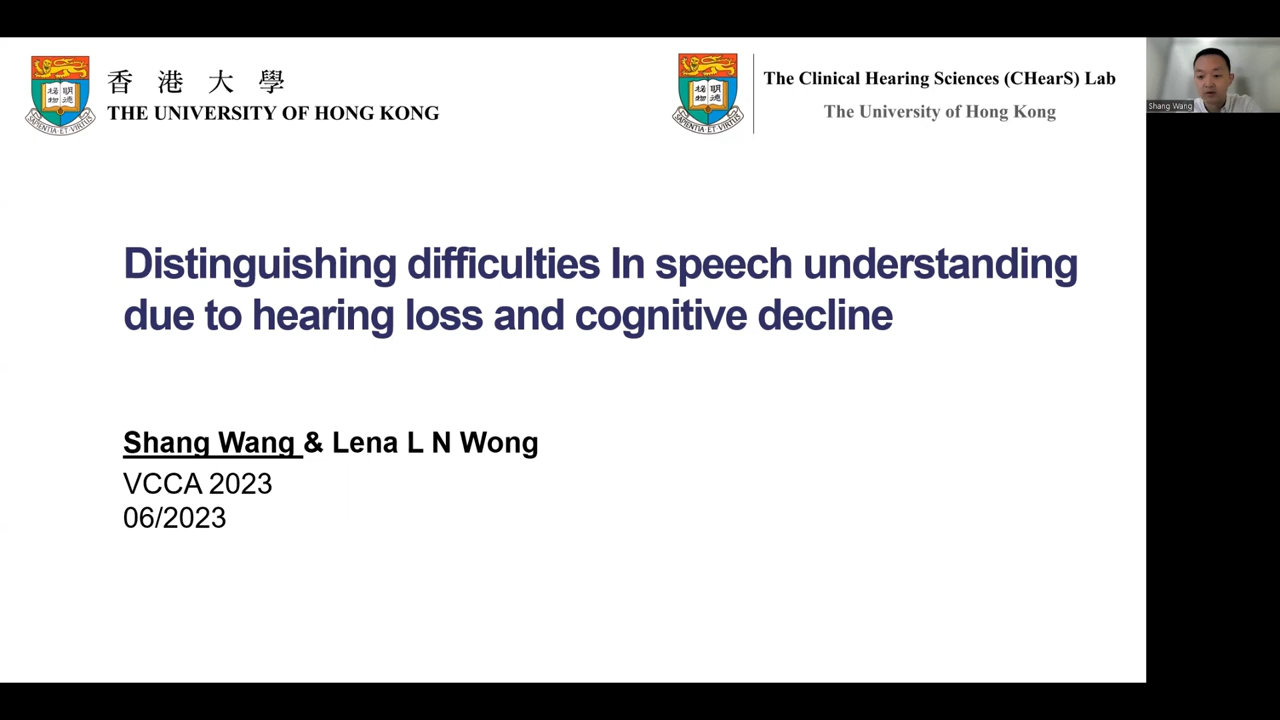 香港大學
THE UNIVERSITY OF HONG KONG
The Clinical Hearing Sciences (CHearS) Lab
The University of Hong Kong
Shang Wang
Distinguishing difficulties In speech understanding
due to hearing loss and cognitive decline
Shang Wang & Lena L N Wong
VCCA 2023
06/2023